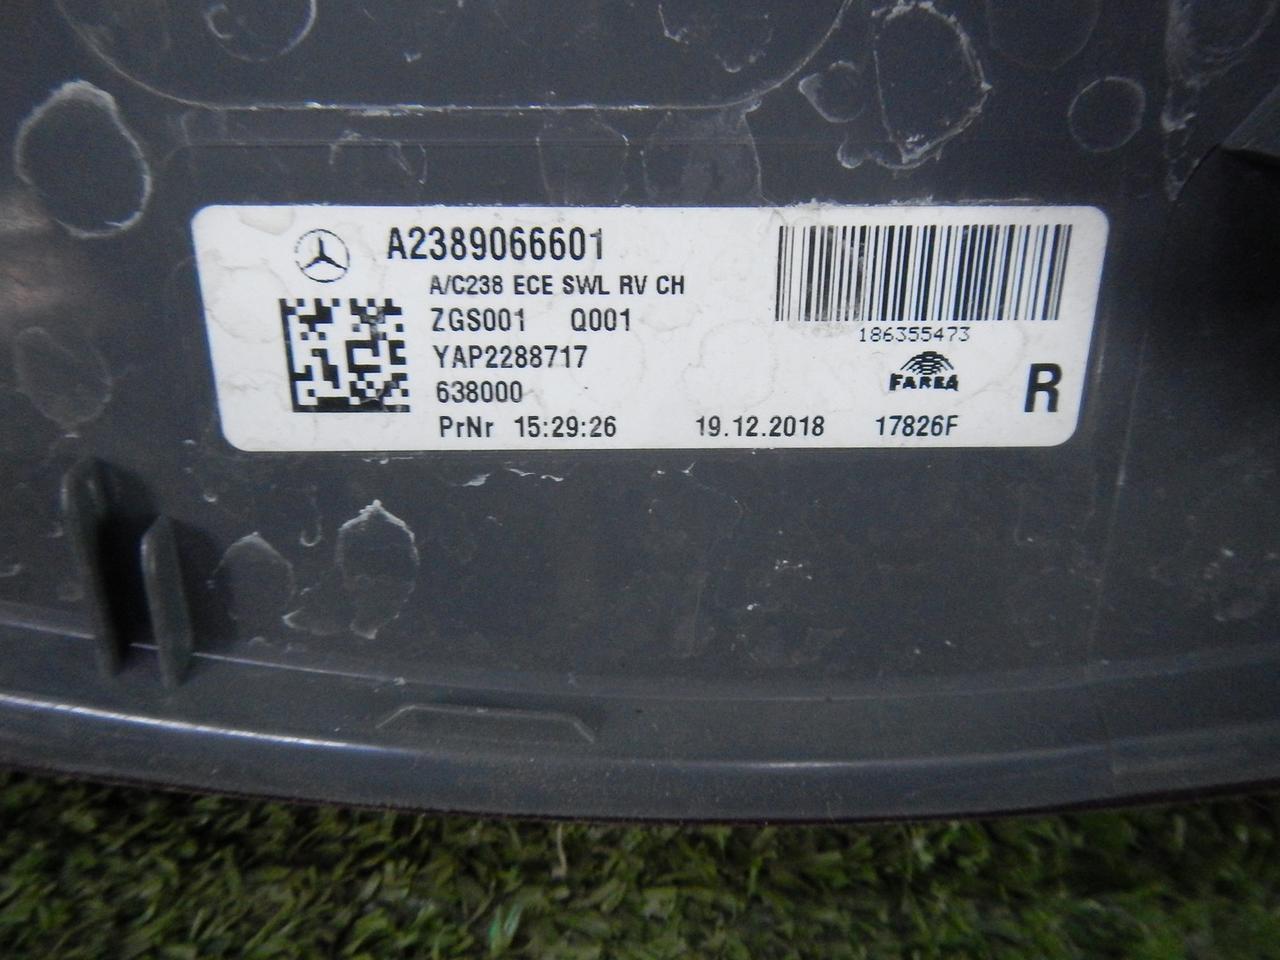 A2389066601
A/C238 ECE SWL RV CH
ZGS001 Q001
YAP2288717
638000
PrNr 15:29:26 19.12.2018 17826F
186355473
FARBA
R